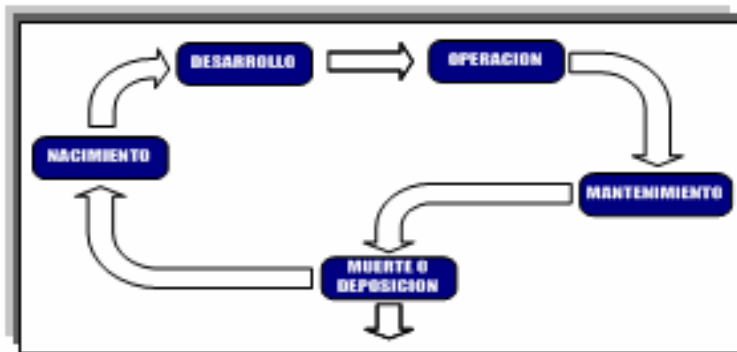 DESARROLLO
OPERACION
NACIMIENTO
MANTENIMIENTO
MUERTE O
DEPOSICION